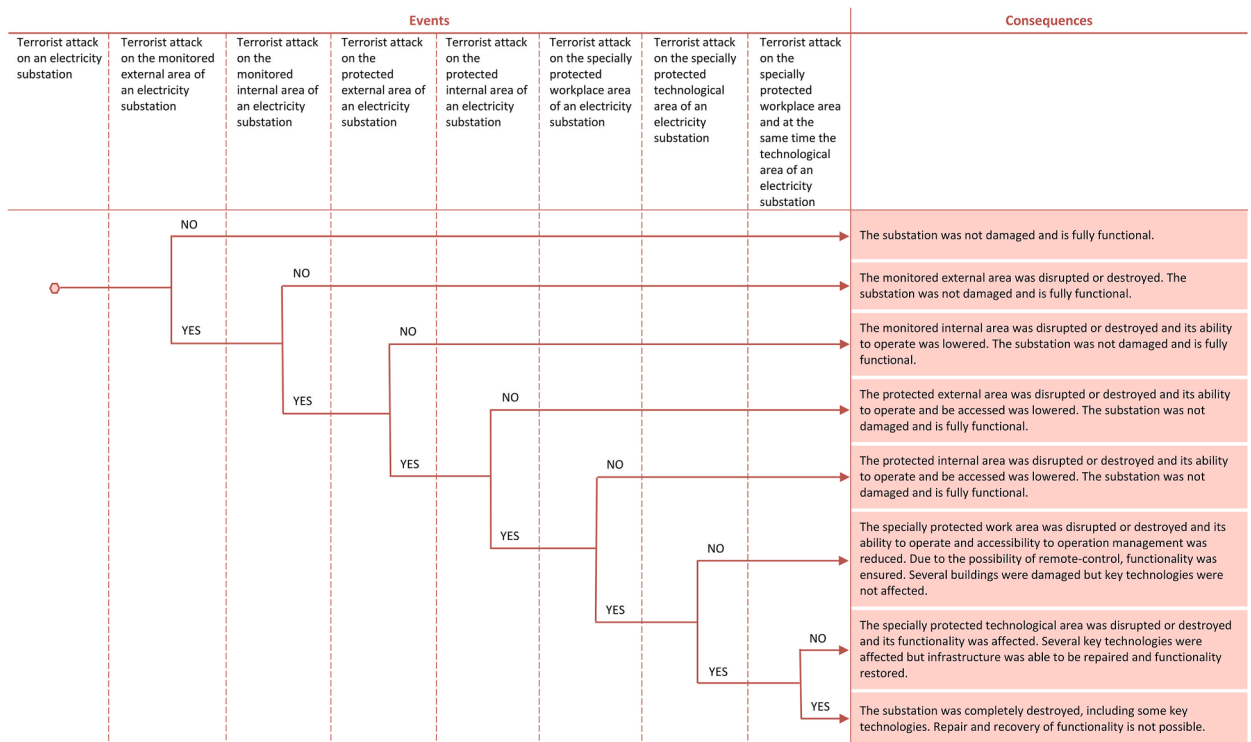 Events
Consequences
Terrorist attack
on an electricity
substation
Terrorist attack
on the monitored
external area of
an electricity
substation
Terrorist attack
on the
monitored
internal area of
an electricity
substation
Terrorist attack
on the
protected
external area of
an electricity
substation
Terrorist attack
on the
protected
internal area of
an electricity
substation
Terrorist attack
on the specially
protected
workplace area
of an electricity
substation
Terrorist attack
on the specially
protected
technological
area of an
electricity
substation
Terrorist attack
on the
specially
protected
workplace area
and at the
same time the
technological
area of an
electricity
substation
NO
The substation was not damaged and is fully functional.
NO
The monitored external area was disrupted or destroyed. The
substation was not damaged and is fully functional.
YES
NO
The monitored internal area was disrupted or destroyed and its ability
to operate was lowered. The substation was not damaged and is fully
functional.
YES
NO
The protected external area was disrupted or destroyed and its ability
to operate and be accessed was lowered. The substation was not
damaged and is fully functional.
YES
NO
The protected internal area was disrupted or destroyed and its ability
to operate and be accessed was lowered. The substation was not
damaged and is fully functional.
YES
NO
The specially protected work area was disrupted or destroyed and its
ability to operate and accessibility to operation management was
reduced. Due to the possibility of remote-control, functionality was
ensured. Several buildings were damaged but key technologies were
not affected.
YES
NO
The specially protected technological area was disrupted or destroyed
and its functionality was affected. Several key technologies were
affected but infrastructure was able to be repaired and functionality
restored.
YES
YES
The substation was completely destroyed, including some key
technologies. Repair and recovery of functionality is not possible.